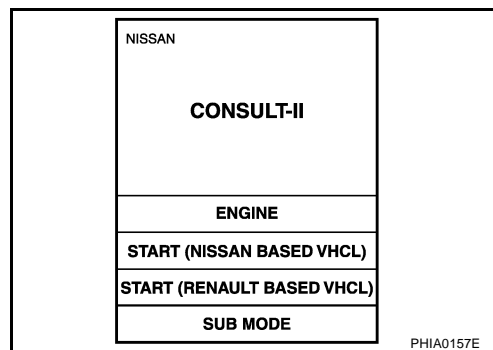 NISSAN
CONSULT-II
ENGINE
START (NISSAN BASED VHCL)
START (RENAULT BASED VHCL)
SUB MODE
PHIA0157E